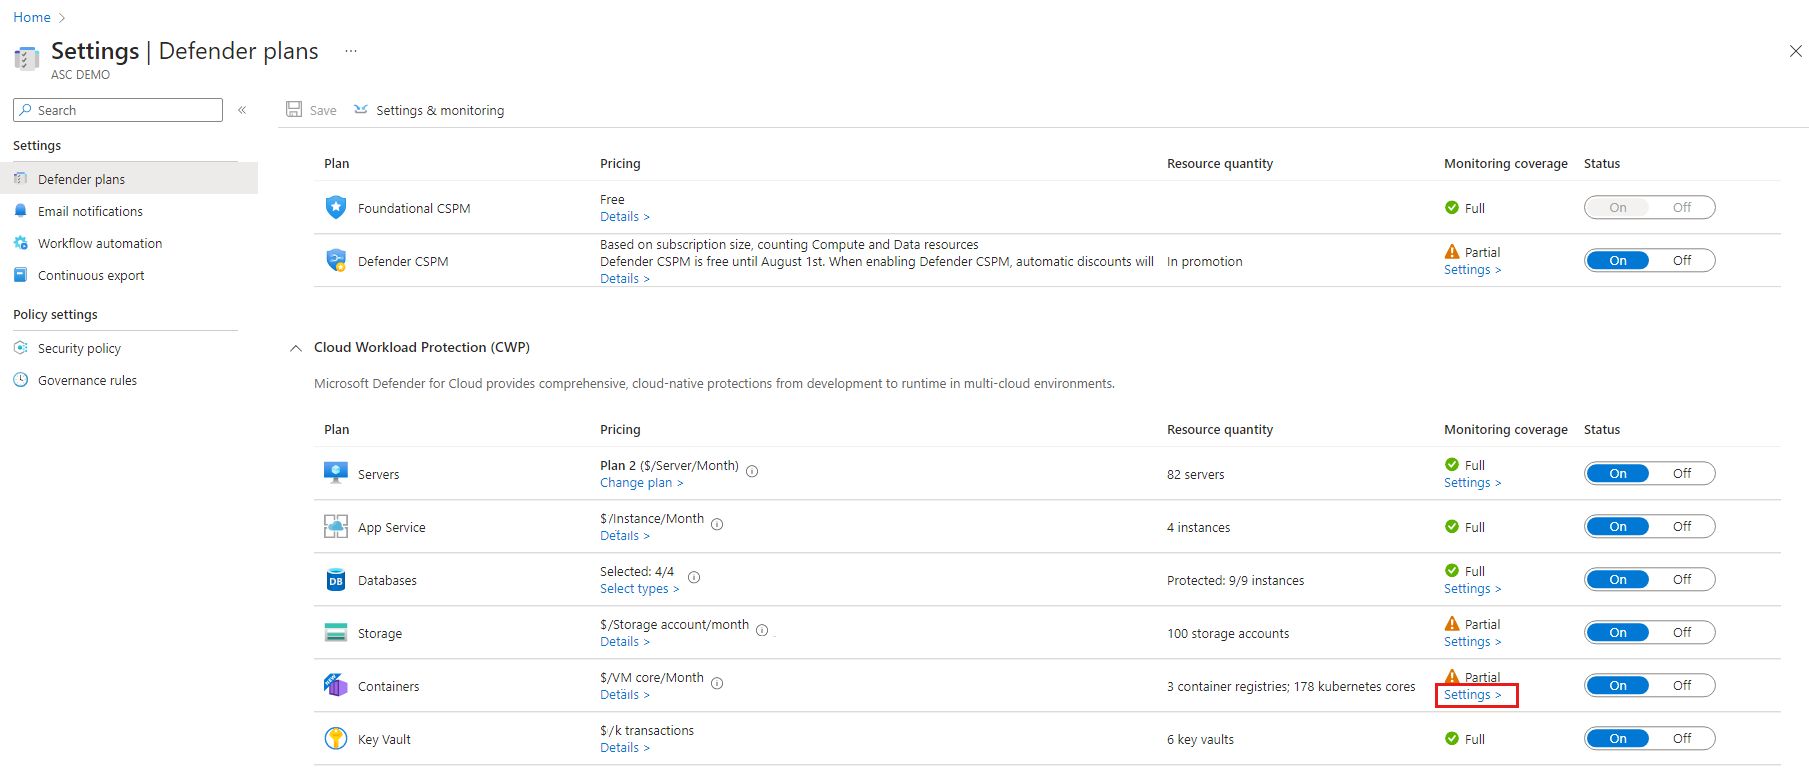 Home >
Settings | Defender plans ...
ASC DEMO
Search
«
Save
Settings & monitoring
Settings
Defender plans
Email notifications
Workflow automation
Continuous export
Policy settings
Security policy
Governance rules
Plan Pricing Resource quantity Monitoring coverage Status
Foundational CSPM
Free
Details >
Full
On Off
Defender CSPM
Based on subscription size, counting Compute and Data resources
Defender CSPM is free until August 1st. When enabling Defender CSPM, automatic discounts will
Details >
In promotion
Partial
Settings >
On Off
Cloud Workload Protection (CWP)
Microsoft Defender for Cloud provides comprehensive, cloud-native protections from development to runtime in multi-cloud environments.
Plan Pricing Resource quantity Monitoring coverage Status
Servers
Plan 2 ($/Server/Month)
Change plan >
82 servers
Full
Settings >
On Off
App Service
$/Instance/Month
Details >
4 instances
Full
On Off
DB
Databases
Selected: 4/4
Select types >
Protected: 9/9 instances
Full
Settings >
On Off
Storage
$/Storage account/month
Details >
100 storage accounts
Partial
Settings >
On Off
NEW
Containers
$/VM core/Month
Details >
3 container registries; 178 kubernetes cores
Partial
Settings >
On Off
Key Vault
$/k transactions
Details >
6 key vaults
Full
On Off